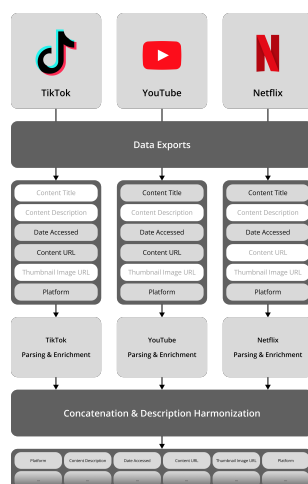 TikTok YouTube Netflix
Data Exports
Content Title Content Title Content Title
Content Description Content Description Content Description
Date Accessed Date Accessed Date Accessed
Content URL Content URL Content URL
Thumbnail Image URL Thumbnail Image URL Thumbnail Image URL
Platform Platform Platform
TikTok YouTube Netflix
Parsing & Enrichment Parsing & Enrichment Parsing & Enrichment
Concatenation & Description Harmonization
Platform Content Description Date Accessed Content URL Thumbnail Image URL Platform
... ... ... ... ... ...